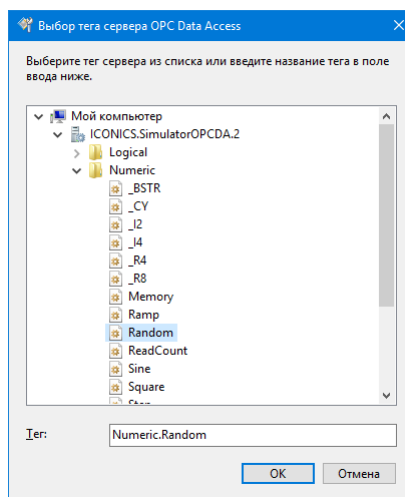 Выбор тега сервера OPC Data Access
Выберите тег сервера из списка или введите название тега в поле
ввода ниже.
Мой компьютер
ICONICS.SimulatorOPCDA.2
Logical
Numeric
_BSTR
_CY
_I2
_I4
_R4
_R8
Memory
Ramp
Random
ReadCount
Sine
Square
Тег:
Numeric.Random
OK
Отмена